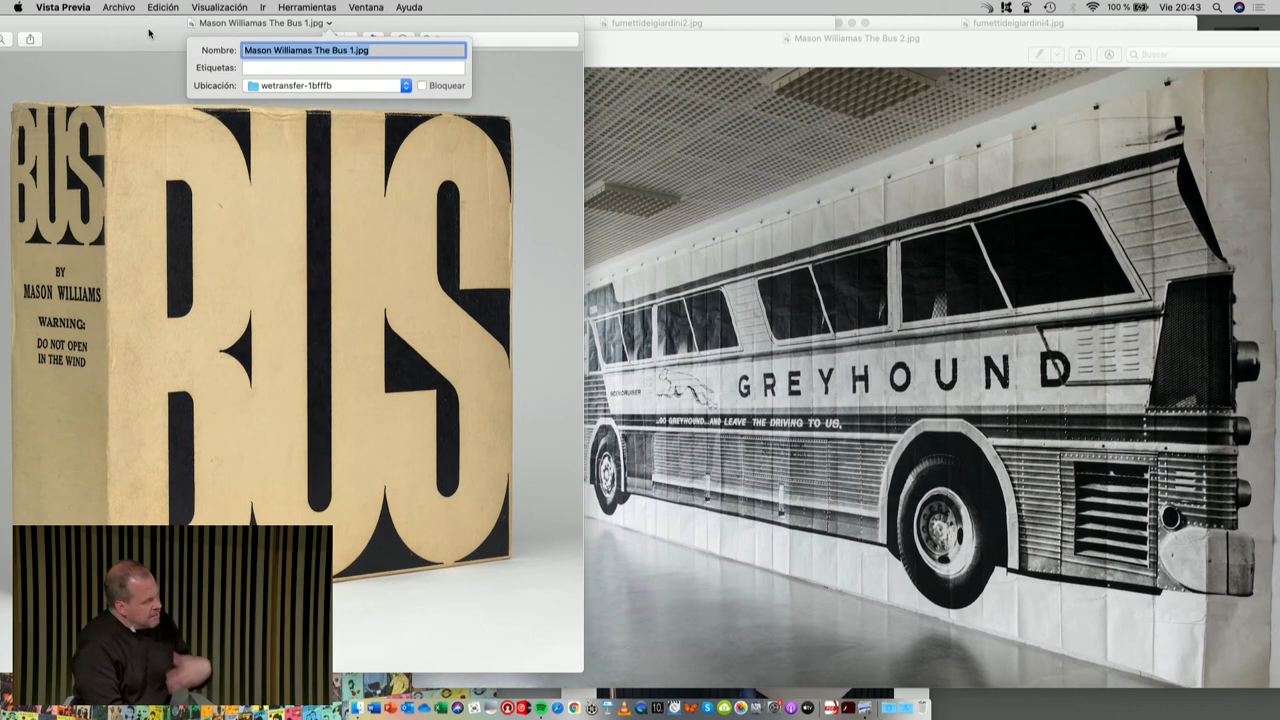 Vista Previa Archivo Edición Visualización Ir Herramientas Ventana Ayuda 100 % Vie 20:43
Mason Williamas The Bus 1.jpg
fumettideigiardini2.jpg
fumettideigiardini4.jpg
Mason Williamas The Bus 2.jpg
Buscar
Nombre: Mason Williamas The Bus 1.jpg
Etiquetas:
Ubicación: wetransfer-1bfffb Bloquear
BUS
BY
MASON WILLIAMS
WARNING:
DO NOT OPEN
IN THE WIND
BUS
GREYHOUND
...GO GREYHOUND...AND LEAVE THE DRIVING TO US.